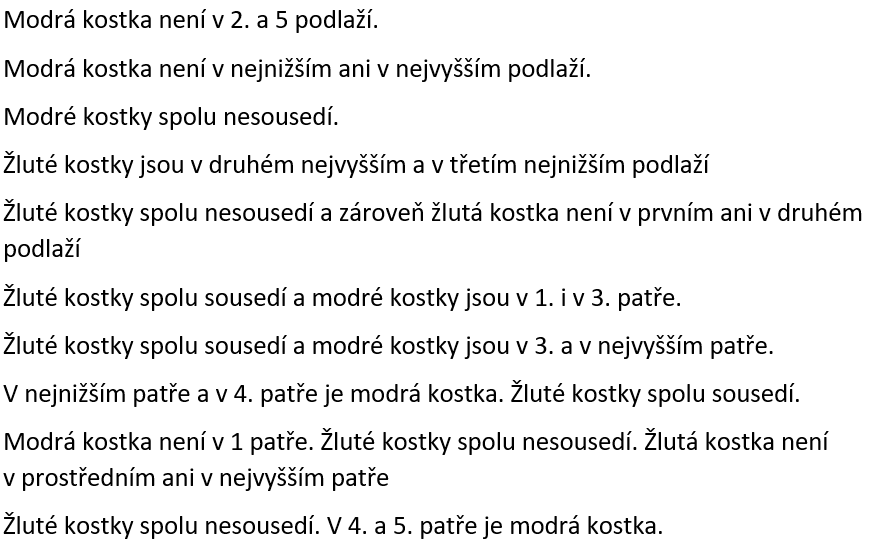 Modrá kostka není v 2. a 5 podlaží.
Modrá kostka není v nejnižším ani v nejvyšším podlaží.
Modré kostky spolu nesousedí.
Žluté kostky jsou v druhém nejvyšším a v třetím nejnižším podlaží
Žluté kostky spolu nesousedí a zároveň žlutá kostka není v prvním ani v druhém
podlaží
Žluté kostky spolu sousedí a modré kostky jsou v 1. i v 3. patře.
Žluté kostky spolu sousedí a modré kostky jsou v 3. a v nejvyšším patře.
V nejnižším patře a v 4. patře je modrá kostka. Žluté kostky spolu sousedí.
Modrá kostka není v 1 patře. Žluté kostky spolu nesousedí. Žlutá kostka není
v prostředním ani v nejvyšším patře
Žluté kostky spolu nesousedí. V 4. a 5. patře je modrá kostka.